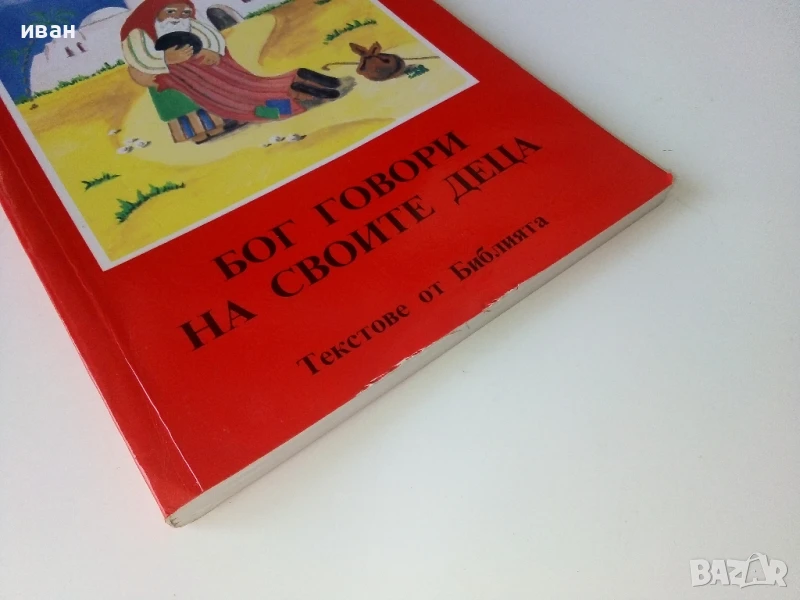 иван
БОГ ГОВОРИ
НА СВОИТЕ ДЕЦА
Текстове от Библията
BAZAR